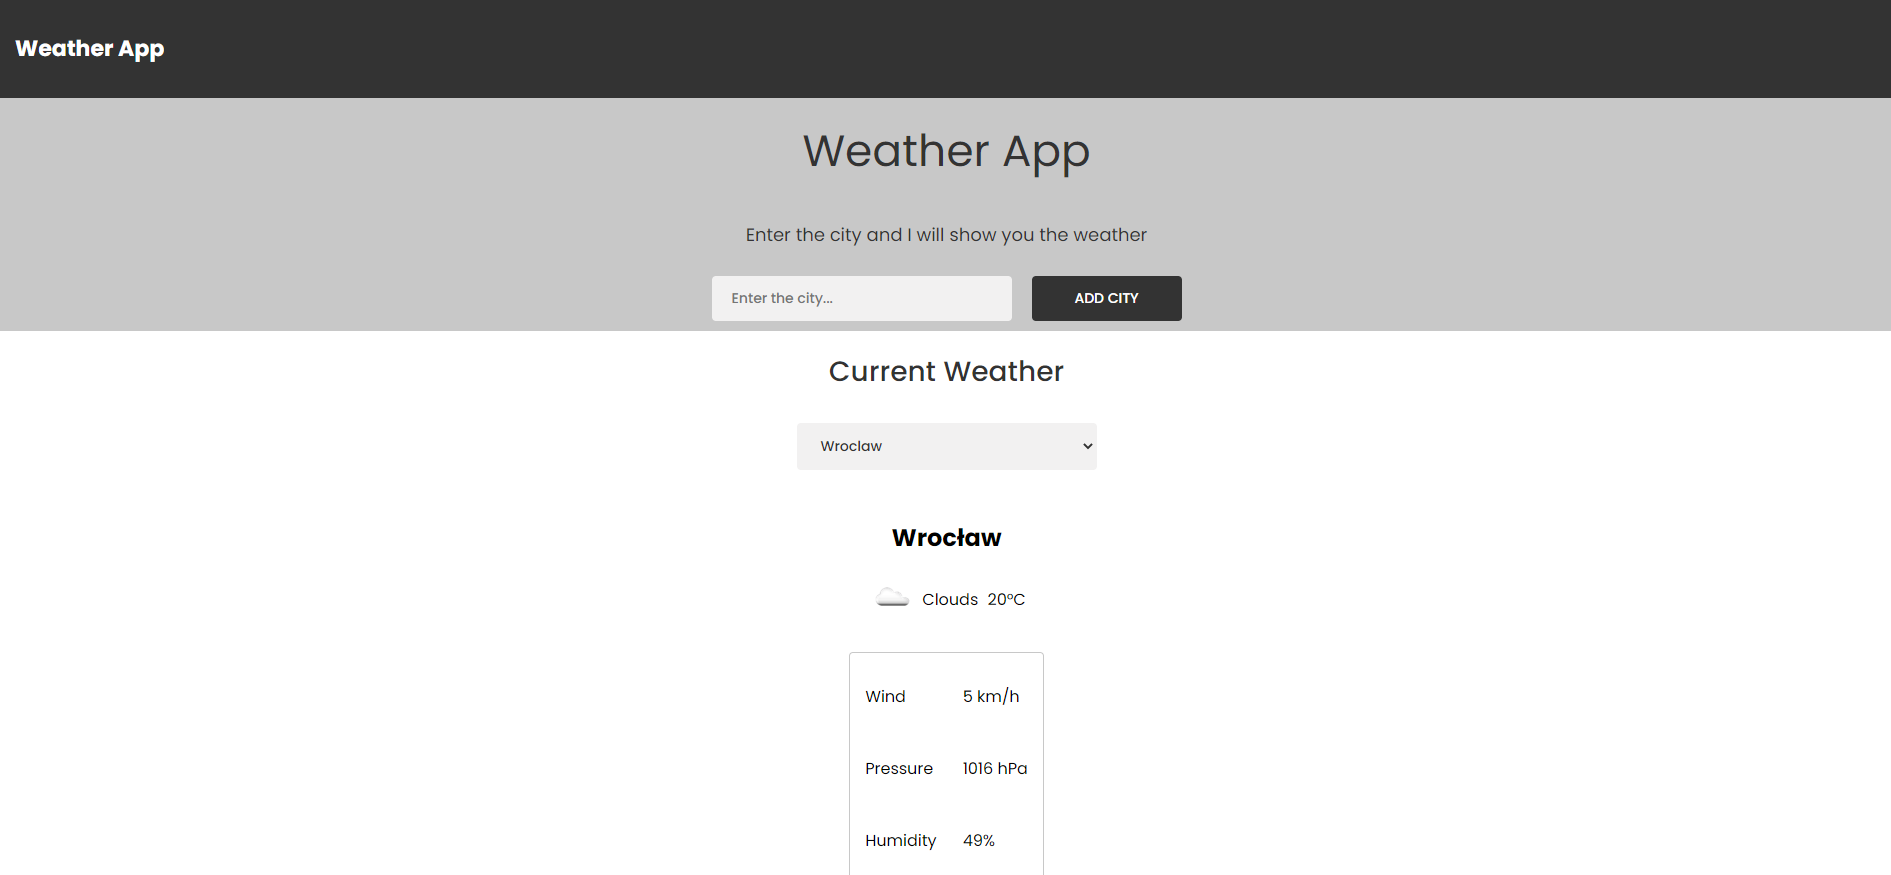 Weather App
Weather App
Enter the city and I will show you the weather
Enter the city... ADD CITY
Current Weather
Wroclaw
Wrocław
Clouds 20°C
Wind 5 km/h
Pressure 1016 hPa
Humidity 49%